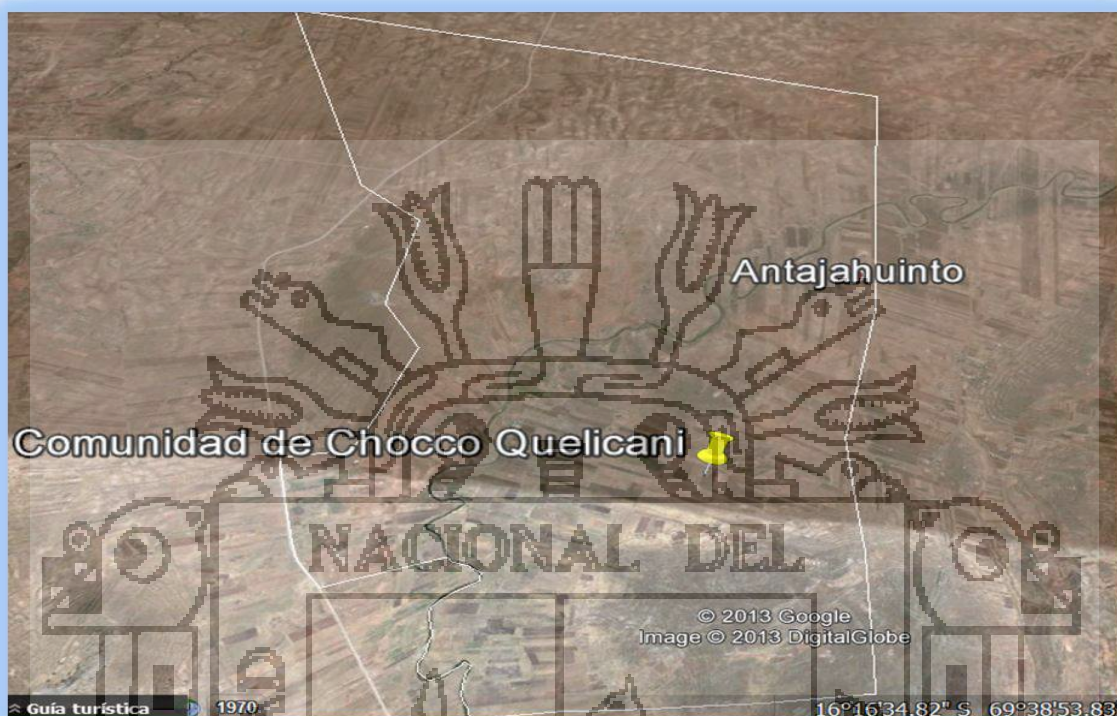 Antajahuinto
Comunidad de Chocco Quelicani
NACIONAL DEL
© 2013 Google
Image © 2013 DigitalGlobe
Guía turística
1970
16°16'34.82" S 69°38'53.83